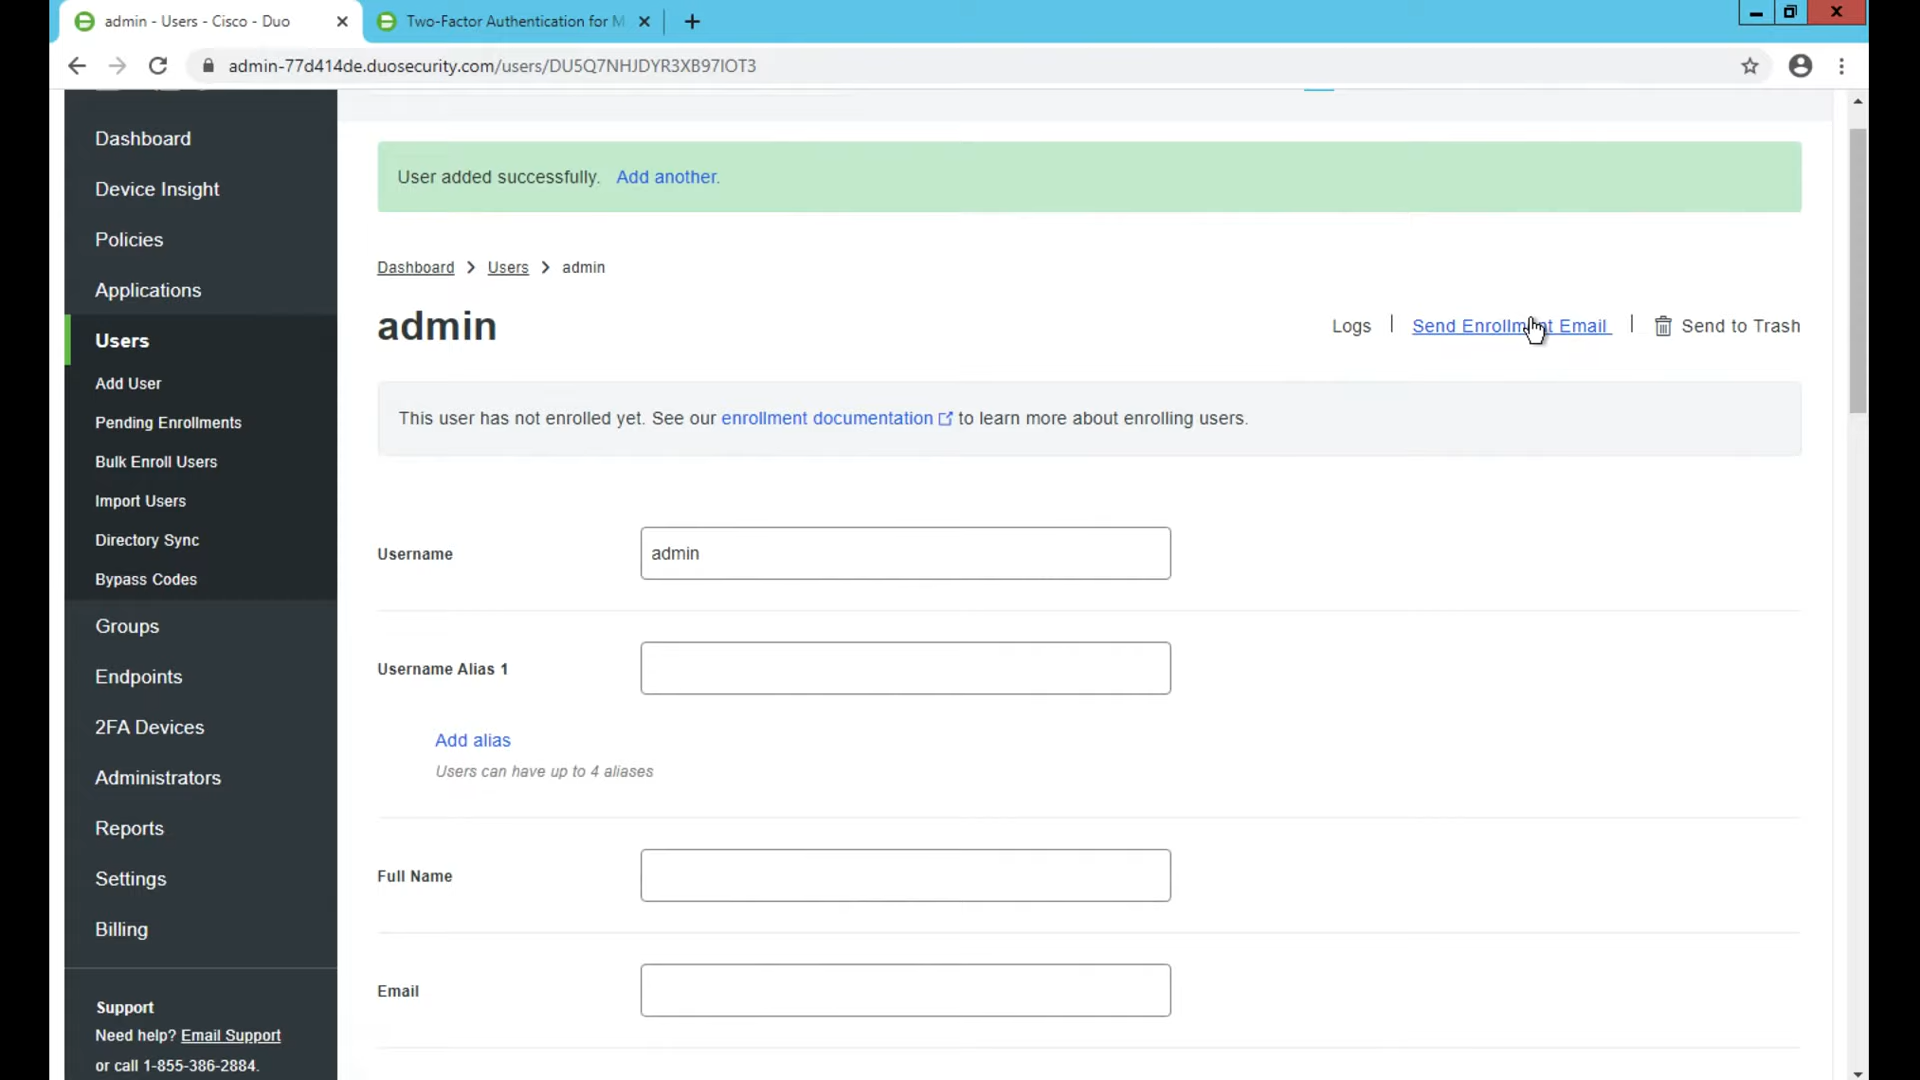 admin - Users - Cisco - Duo
Two-Factor Authentication for M
admin-77d414de.duosecurity.com/users/DU5Q7NHJDYR3XB97IOT3
Dashboard
Device Insight
Policies
Applications
Users
Add User
Pending Enrollments
Bulk Enroll Users
Import Users
Directory Sync
Bypass Codes
Groups
Endpoints
2FA Devices
Administrators
Reports
Settings
Billing
Support
Need help? Email Support
or call 1-855-386-2884.
User added successfully. Add another.
Dashboard > Users > admin
admin
Logs | Send Enrollment Email | Send to Trash
This user has not enrolled yet. See our enrollment documentation to learn more about enrolling users.
Username
admin
Username Alias 1
Add alias
Users can have up to 4 aliases
Full Name
Email